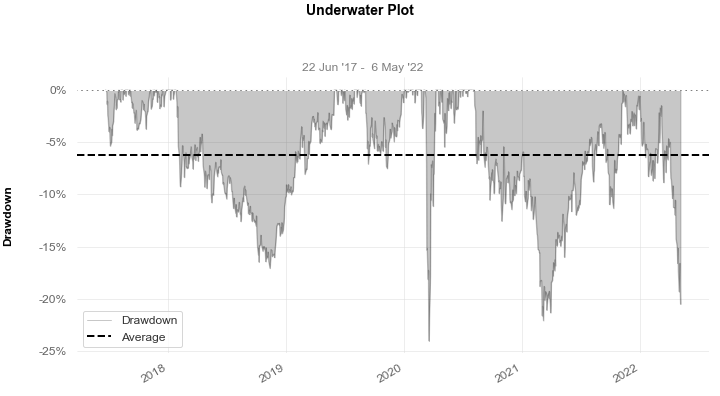 Underwater Plot
22 Jun '17 -  6 May '22
0%
-5%
-10%
-15%
-20%
-25%
Drawdown
Drawdown
Average
2018
2019
2020
2021
2022